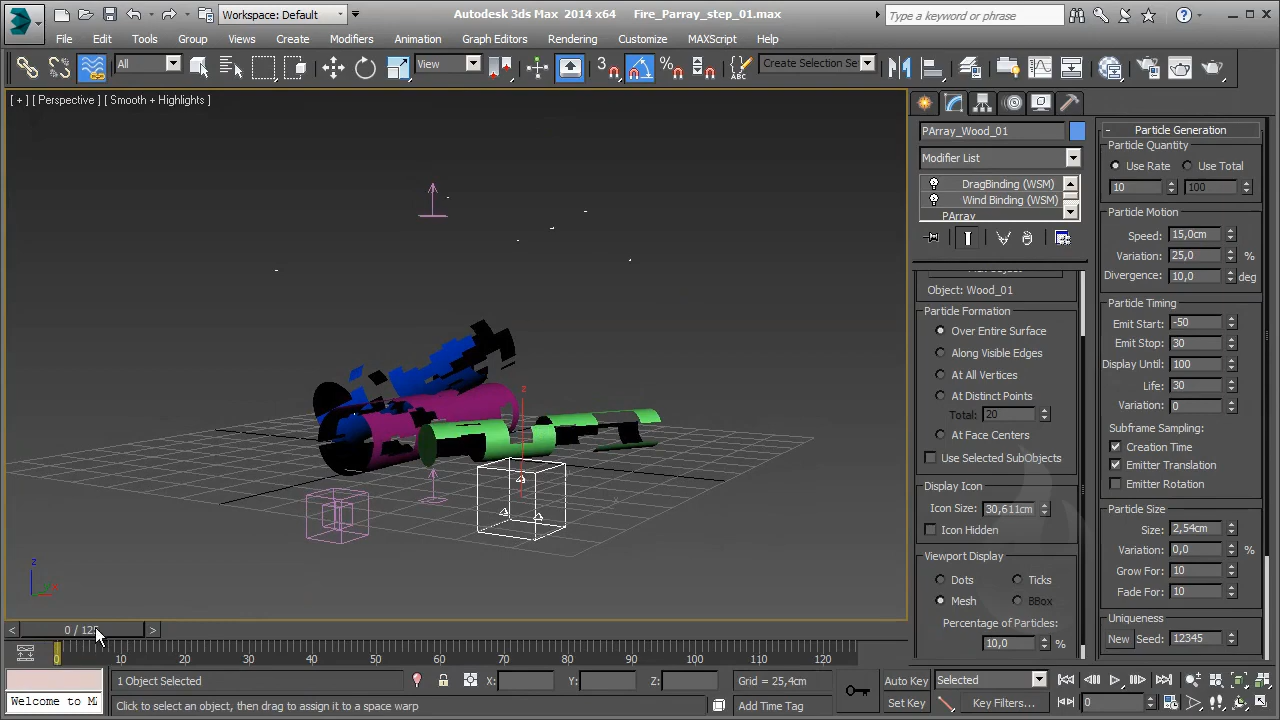 Workspace: Default
Autodesk 3ds Max 2014 x64
Fire_Parray_step_01.max
Type a keyword or phrase
File Edit Tools Group Views Create Modifiers Animation Graph Editors Rendering Customize MAXScript Help
All
View
3
Create Selection Se
[ + ] [ Perspective ] [ Smooth + Highlights ]
z
z
0 / 125
0 10 20 30 40 50 60 70 80 90 100 110 120
Welcome to M
1 Object Selected
X:
Y:
Z:
Grid = 25,4cm
Click to select an object, then drag to assign it to a space warp
Add Time Tag
Auto Key
Selected
Set Key
Key Filters...
0
PArray_Wood_01
Modifier List
DragBinding (WSM)
Wind Binding (WSM)
PArray
Object: Wood_01
Particle Formation
Over Entire Surface
Along Visible Edges
At All Vertices
At Distinct Points
Total: 20
At Face Centers
Use Selected SubObjects
Display Icon
Icon Size: 30,611cm
Icon Hidden
Viewport Display
Dots
Ticks
Mesh
BBox
Percentage of Particles:
10,0 %
- Particle Generation
Particle Quantity
Use Rate
Use Total
10
100
Particle Motion
Speed: 15,0cm
Variation: 25,0 %
Divergence: 10,0 deg
Particle Timing
Emit Start: -50
Emit Stop: 30
Display Until: 100
Life: 30
Variation: 0
Subframe Sampling:
Creation Time
Emitter Translation
Emitter Rotation
Particle Size
Size: 2,54cm
Variation: 0,0 %
Grow For: 10
Fade For: 10
Uniqueness
New Seed: 12345